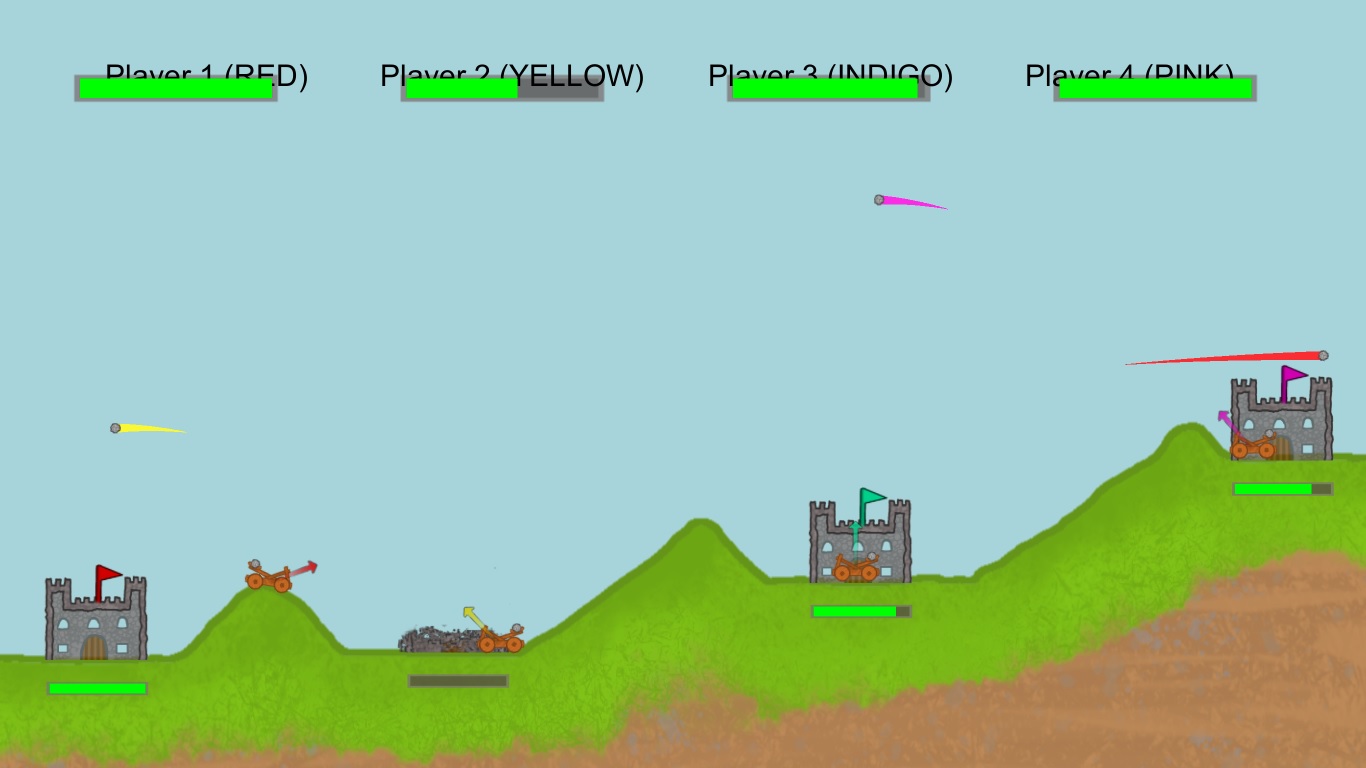 Player 1 (RED)
Player 2 (YELLOW)
Player 3 (INDIGO)
Player 4 (PINK)